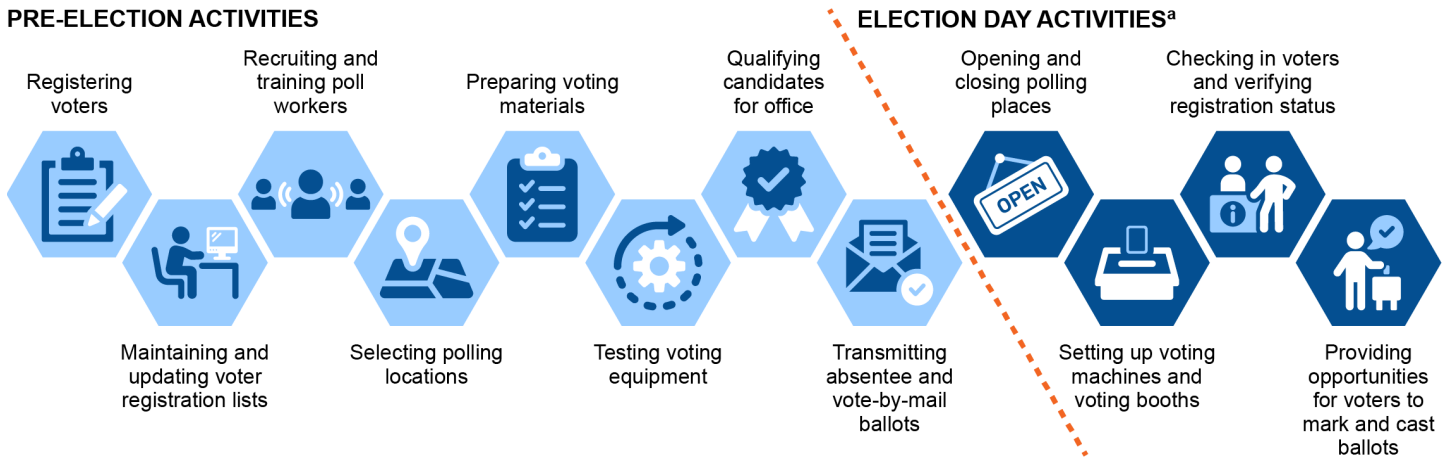 PRE-ELECTION ACTIVITIES
Registering
voters
Maintaining and
updating voter
registration lists
Recruiting and
training poll
workers
Selecting polling
locations
Preparing voting
materials
Testing voting
equipment
Qualifying
candidates
for office
Transmitting
absentee and
vote-by-mail
ballots
ELECTION DAY ACTIVITIESª
Opening and
closing polling
places
OPEN
Setting up voting
machines and
voting booths
Checking in voters
and verifying
registration status
i
Providing
opportunities
for voters to
mark and cast
ballots